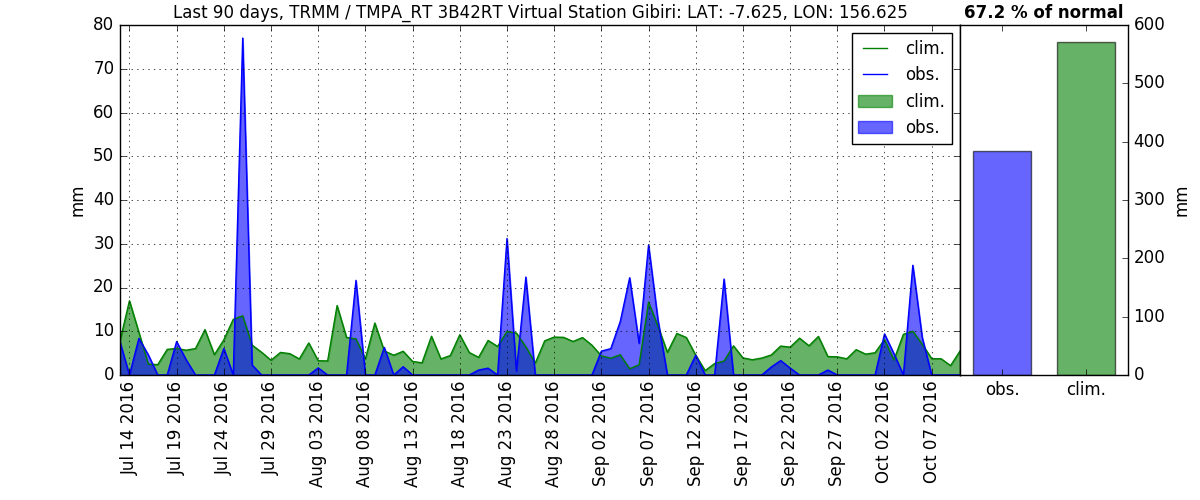 Last 90 days, TRMM / TMPA_RT 3B42RT Virtual Station Gibiri: LAT: -7.625, LON: 156.625
67.2 % of normal
80
70
60
50
40
30
20
10
0
mm
clim.
obs.
clim.
obs.
Jul 14 2016
Jul 19 2016
Jul 24 2016
Jul 29 2016
Aug 03 2016
Aug 08 2016
Aug 13 2016
Aug 18 2016
Aug 23 2016
Aug 28 2016
Sep 02 2016
Sep 07 2016
Sep 12 2016
Sep 17 2016
Sep 22 2016
Sep 27 2016
Oct 02 2016
Oct 07 2016
obs.
clim.
600
500
400
300
200
100
0
mm